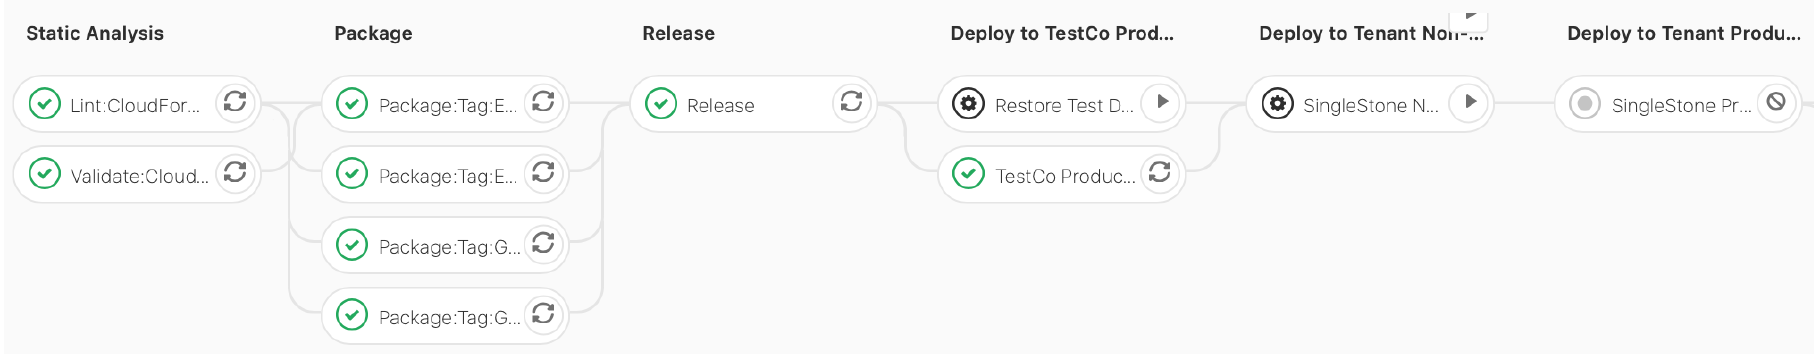 Static Analysis
Package
Release
Deploy to TestCo Prod...
Deploy to Tenant Non-...
Deploy to Tenant Produ...
Lint:CloudFor...
Package:Tag:E...
Release
Restore Test D...
SingleStone N...
SingleStone Pr...
Validate:Cloud...
Package:Tag:E...
TestCo Produc...
Package:Tag:G...
Package:Tag:G...